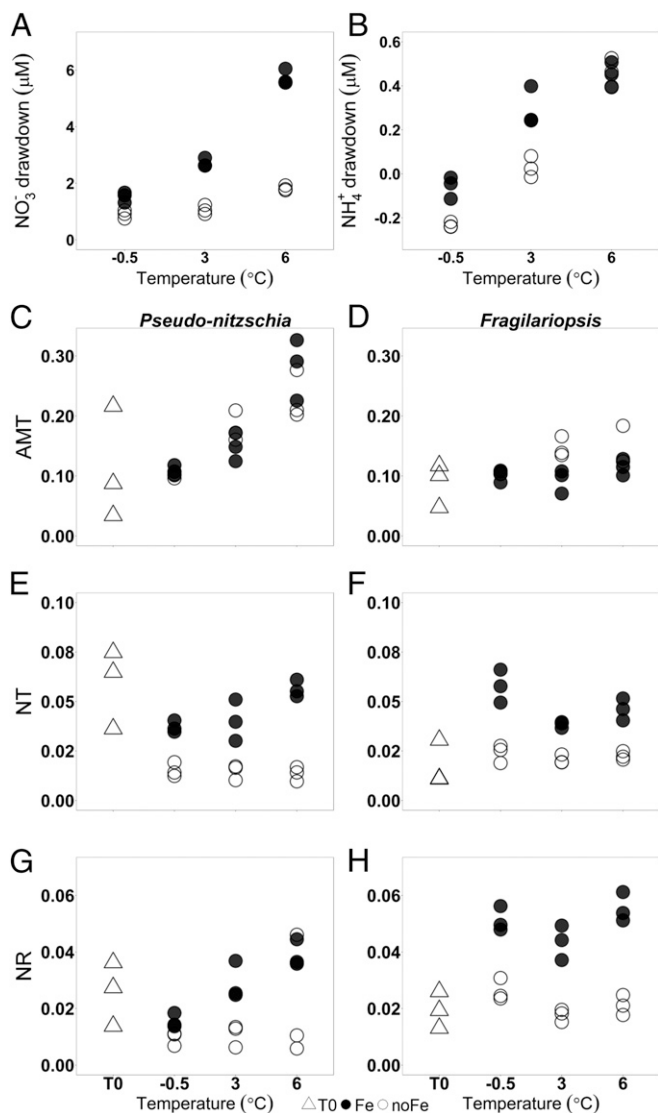 A
B
NO₃⁻ drawdown (µM)
6
4
2
0
-0.5 3 6
Temperature (°C)
NH₄⁺ drawdown (µM)
0.6
0.4
0.2
0.0
-0.2
-0.5 3 6
Temperature (°C)
C Pseudo-nitzschia
D Fragilariopsis
AMT
0.30
0.20
0.10
0.00
0.30
0.20
0.10
0.00
E
F
NT
0.10
0.08
0.05
0.02
0.00
0.10
0.08
0.05
0.02
0.00
G
H
NR
0.06
0.04
0.02
0.00
0.06
0.04
0.02
0.00
T0 -0.5 3 6
T0 -0.5 3 6
Temperature (°C)
T0 Fe noFe
Temperature (°C)